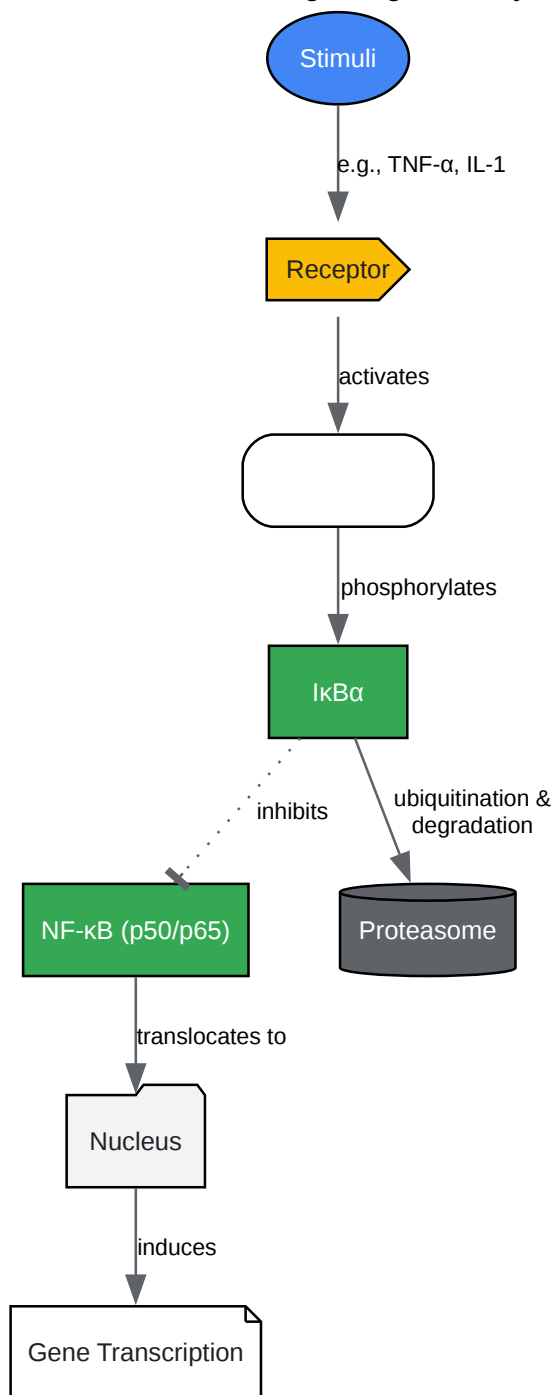 Stimuli
e.g., TNF-α, IL-1
Receptor
activates
phosphorylates
IκBα
inhibits
ubiquitination &
degradation
NF-κB (p50/p65)
Proteasome
translocates to
Nucleus
induces
Gene Transcription